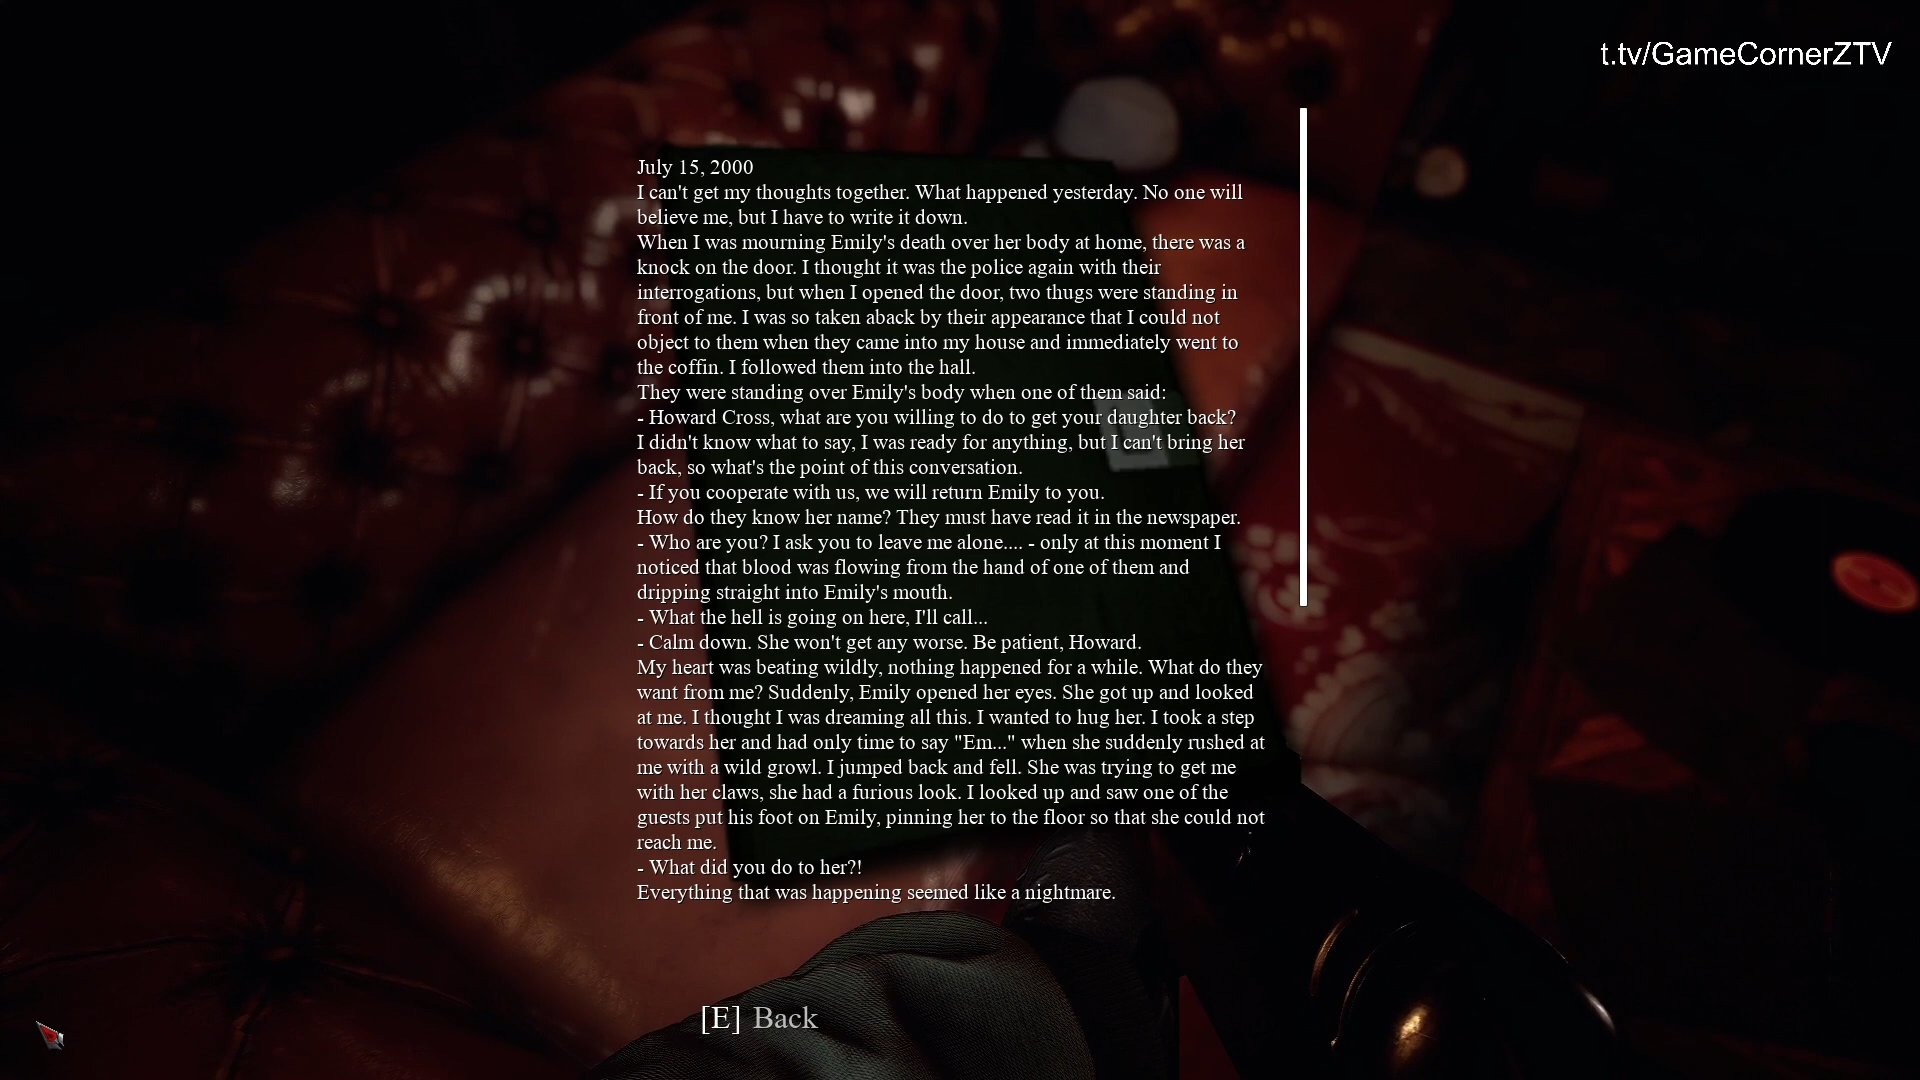 t.tv/GameCornerZTV
July 15, 2000
I can't get my thoughts together. What happened yesterday. No one will
believe me, but I have to write it down.
When I was mourning Emily's death over her body at home, there was a
knock on the door. I thought it was the police again with their
interrogations, but when I opened the door, two thugs were standing in
front of me. I was so taken aback by their appearance that I could not
object to them when they came into my house and immediately went to
the coffin. I followed them into the hall.
They were standing over Emily's body when one of them said:
- Howard Cross, what are you willing to do to get your daughter back?
I didn't know what to say, I was ready for anything, but I can't bring her
back, so what's the point of this conversation.
- If you cooperate with us, we will return Emily to you.
How do they know her name? They must have read it in the newspaper.
- Who are you? I ask you to leave me alone.... - only at this moment I
noticed that blood was flowing from the hand of one of them and
dripping straight into Emily's mouth.
- What the hell is going on here, I'll call...
- Calm down. She won't get any worse. Be patient, Howard.
My heart was beating wildly, nothing happened for a while. What do they
want from me? Suddenly, Emily opened her eyes. She got up and looked
at me. I thought I was dreaming all this. I wanted to hug her. I took a step
towards her and had only time to say "Em..." when she suddenly rushed at
me with a wild growl. I jumped back and fell. She was trying to get me
with her claws, she had a furious look. I looked up and saw one of the
guests put his foot on Emily, pinning her to the floor so that she could not
reach me.
- What did you do to her?!
Everything that was happening seemed like a nightmare.
[E] Back